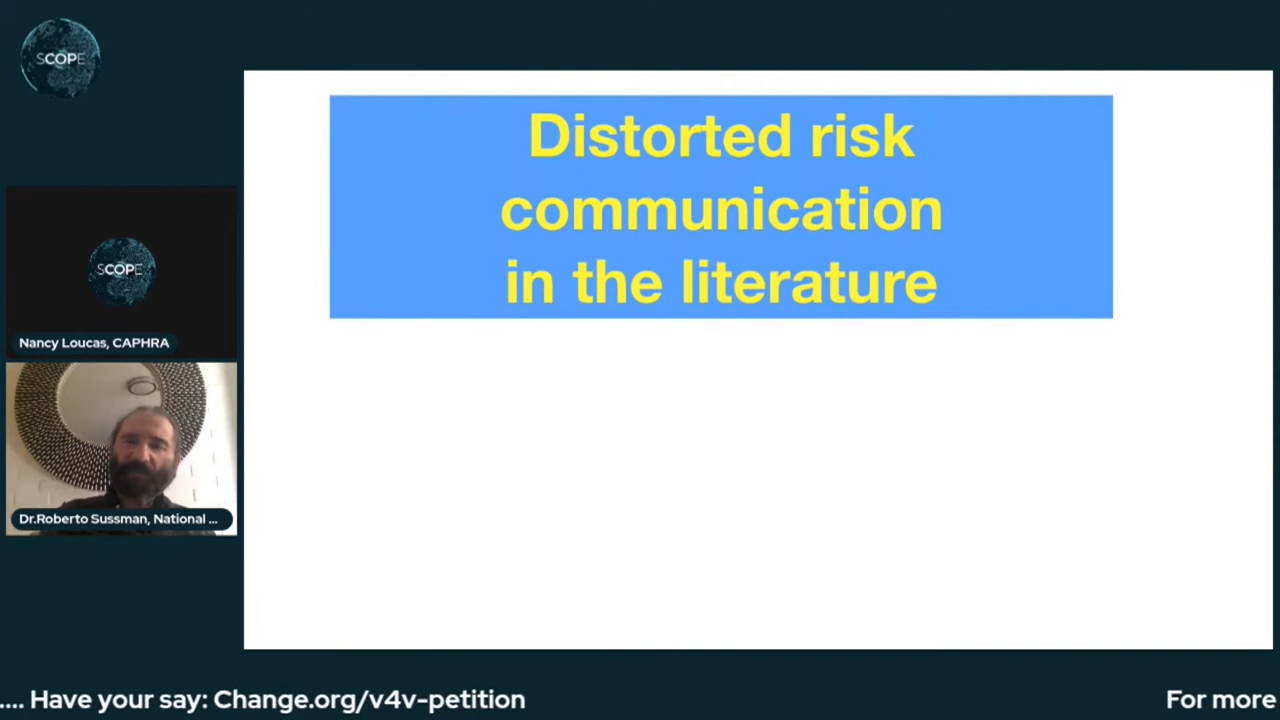 SCOPE
Distorted risk
communication
in the literature
SCOPE
Nancy Loucas, CAPHRA
Dr.Roberto Sussman, National ...
.... Have your say: Change.org/v4v-petition
For more